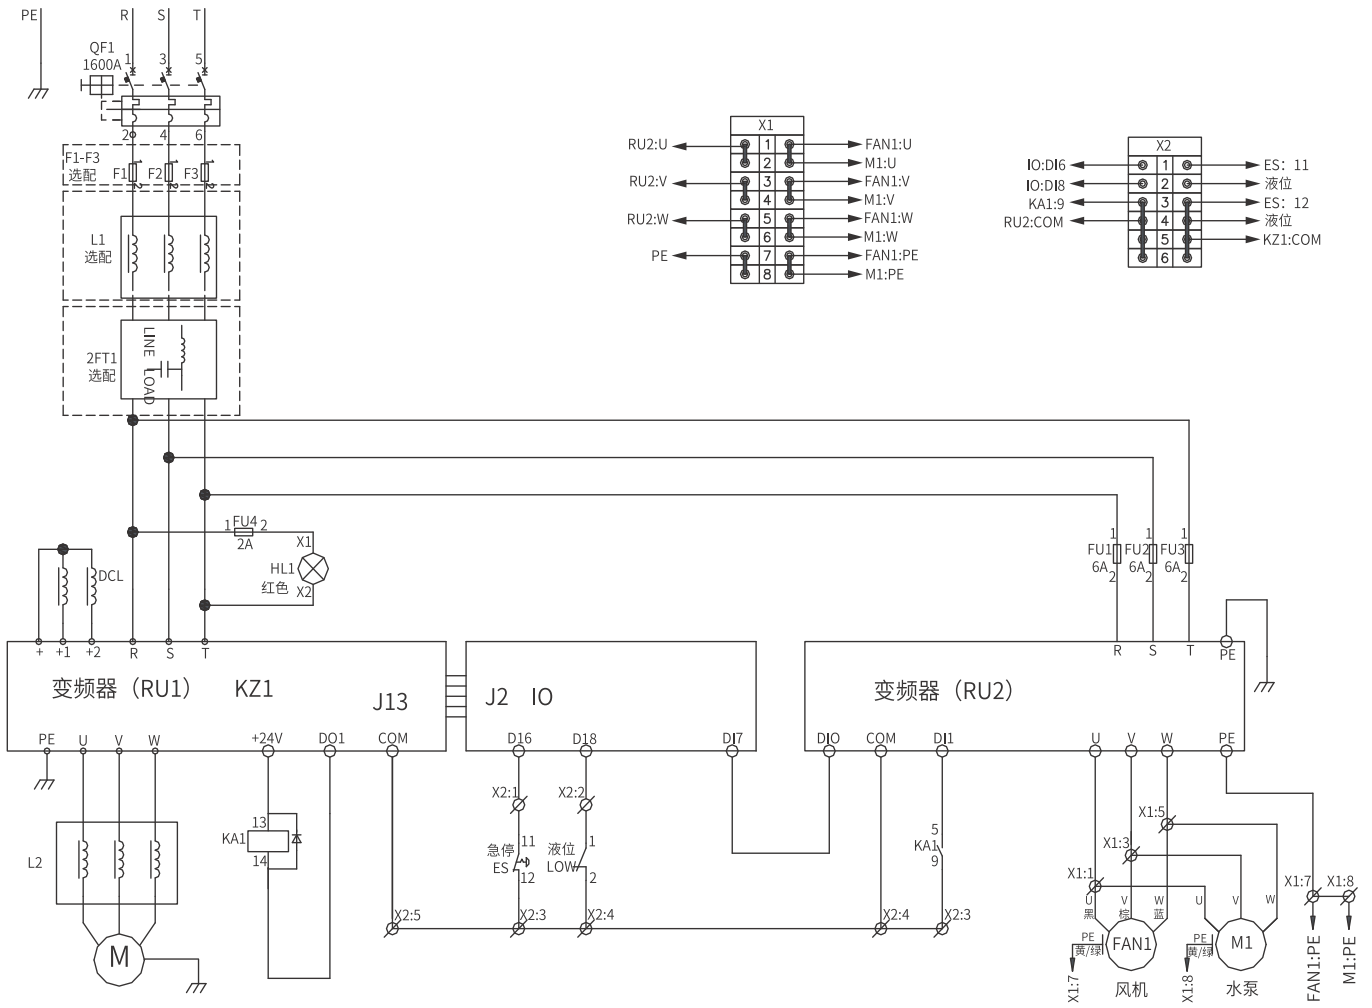 PE R S T
QF1
1600A
1 3 5
2 4 6
F1-F3
选配
F1 F2 F3
1 1 1
2 2 2
L1
选配
2FT1
选配
LINE LOAD
X1
RU2:U 1 FAN1:U
2 M1:U
RU2:V 3 FAN1:V
4 M1:V
RU2:W 5 FAN1:W
6 M1:W
PE 7 FAN1:PE
8 M1:PE
X2
IO:DI6 1 ES: 11
IO:DI8 2 液位
KA1:9 3 ES: 12
RU2:COM 4 液位
5 KZ1:COM
6
1 FU4 2
2A
X1
HL1
红色 X2
DCL
1 1 1
FU1 FU2 FU3
6A 6A 6A
2 2 2
+ +1 +2 R S T
变频器（RU1） KZ1
J13
PE U V W +24V DO1 COM
J2 IO
D16 D18 DI7
R S T PE
变频器（RU2）
DIO COM DI1 U V W PE
L2
M
13
KA1
14
X2:1 X2:2
急停 11
ES
12
液位 1
LOW
2
X2:5 X2:3 X2:4 X2:4 X2:3
5
KA1
9
X1:5
X1:3
X1:1
X1:7 X1:8
U V W U V W
黑 棕 蓝
PE
黄/绿
FAN1
风机
X1:7
PE
黄/绿
M1
水泵
X1:8
FAN1:PE
M1:PE